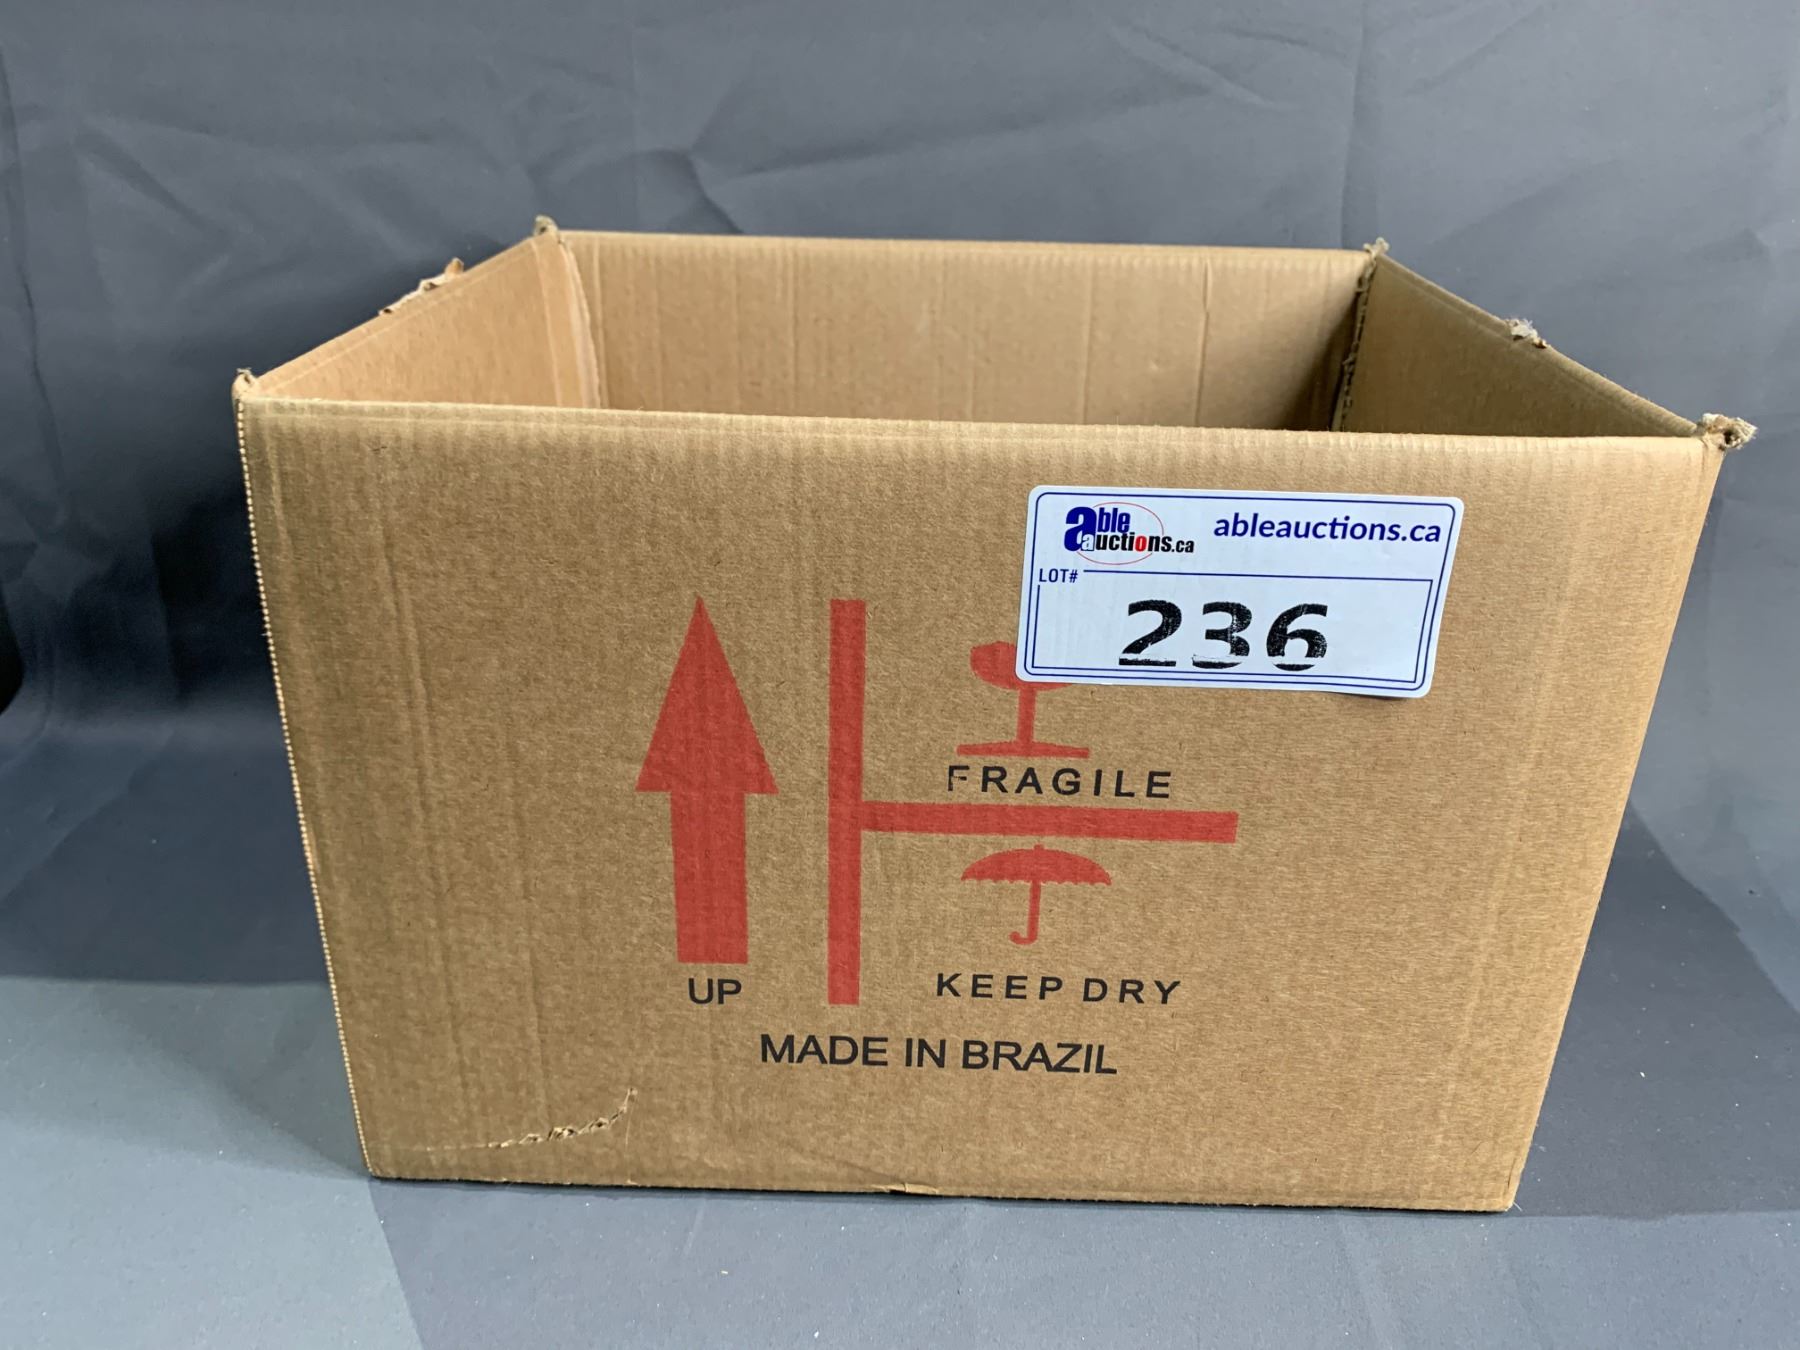 able auctions.ca
ableauctions.ca
LOT#
236
FRAGILE
UP
KEEP DRY
MADE IN BRAZIL